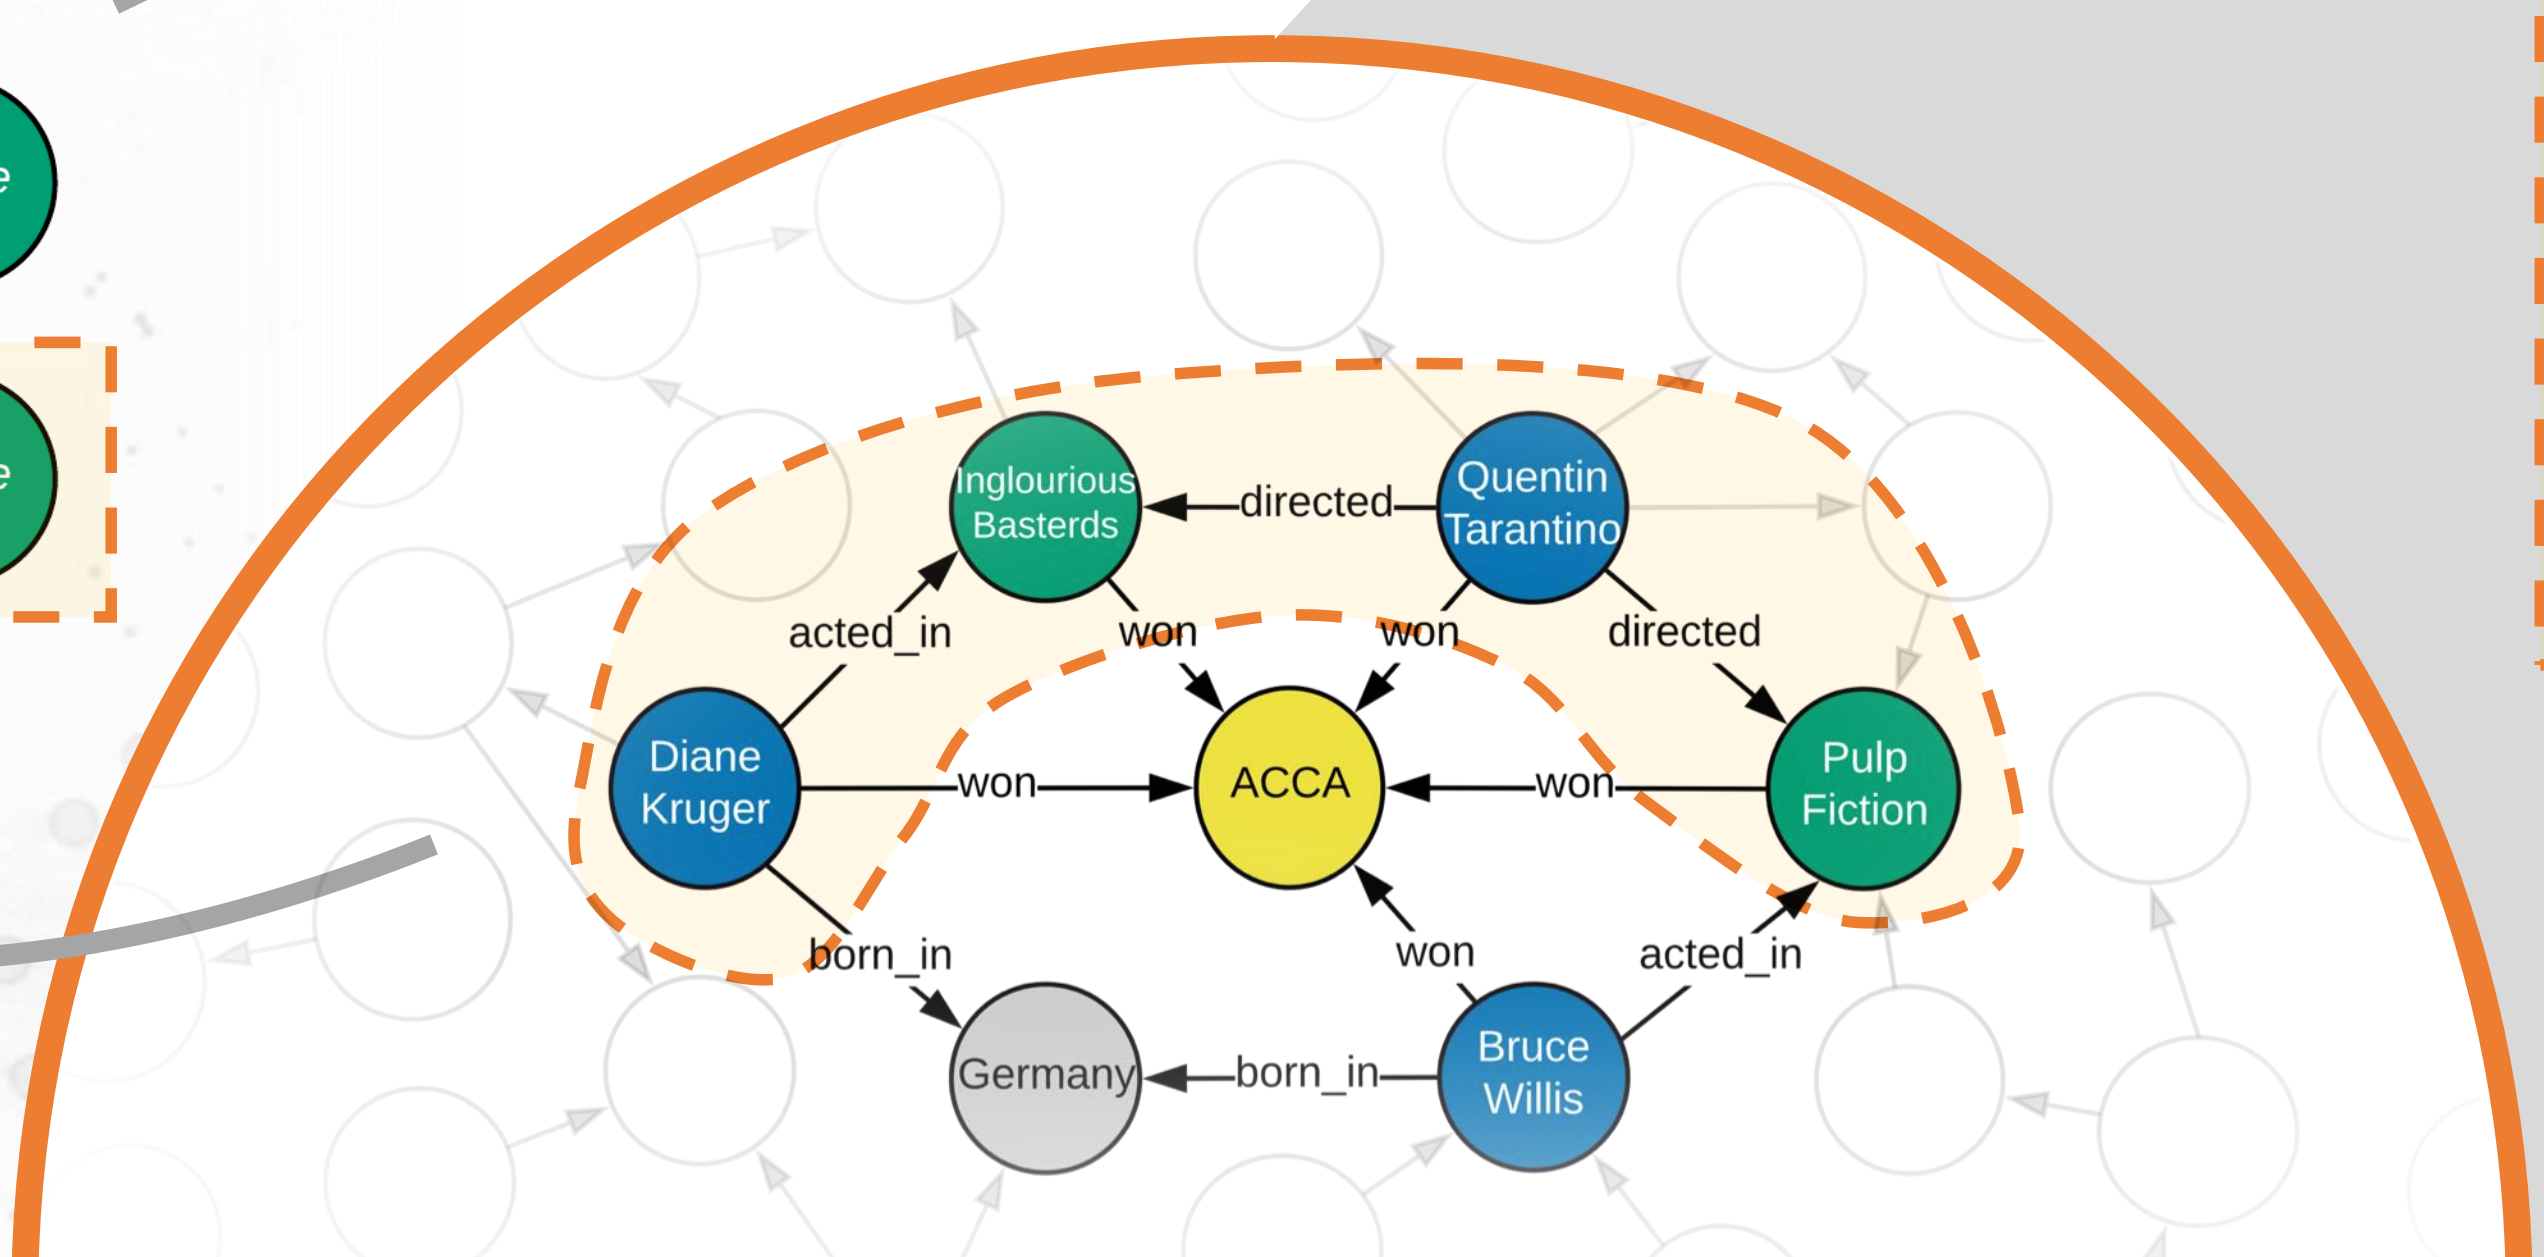 Inglourious
Basterds
directed
Quentin
Tarantino
acted_in
won
won
directed
Diane
Kruger
won
ACCA
won
Pulp
Fiction
born_in
won
acted_in
Germany
born_in
Bruce
Willis